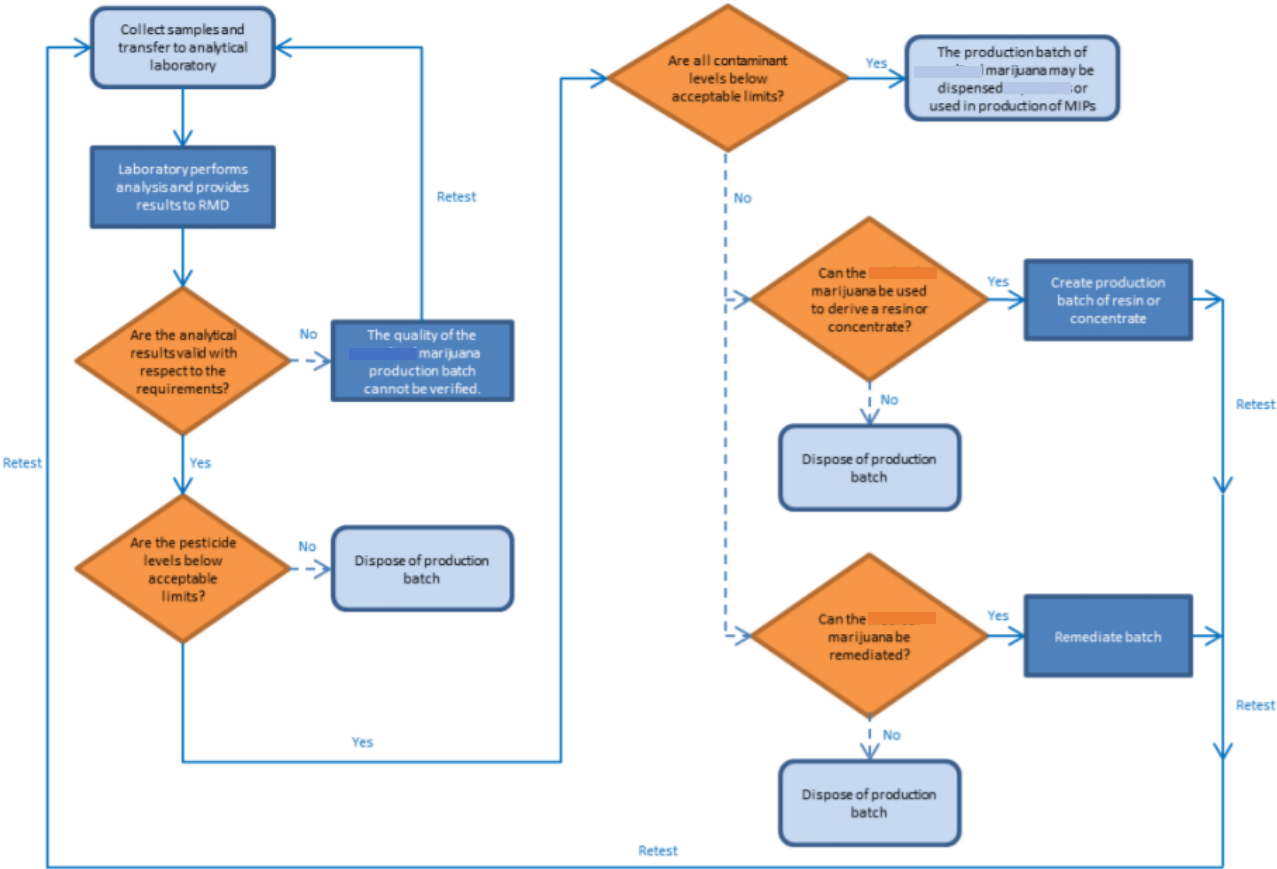 Collect samples and
transfer to analytical
laboratory
Laboratory performs
analysis and provides
results to RMD
Are the analytical
results valid with
respect to the
requirements?
No
The quality of the
marijuana
production batch
cannot be verified.
Retest
Yes
Retest
Are the pesticide
levels below
acceptable
limits?
No
Dispose of production
batch
Yes
Are all contaminant
levels below
acceptable limits?
Yes
The production batch of
marijuana may be
dispensed or
used in production of MIPs
No
Can the
marijuana be used
to derive a resin or
concentrate?
Yes
Create production
batch of resin or
concentrate
Retest
No
Dispose of production
batch
Can the
marijuana be
remediated?
Yes
Remediate batch
Retest
No
Dispose of production
batch
Retest